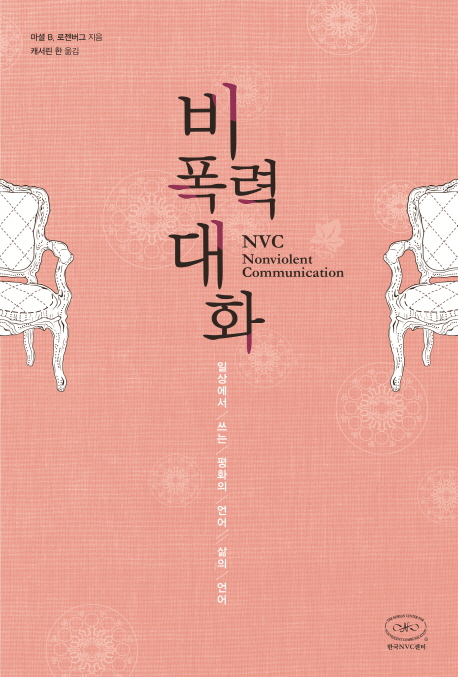 마셜 B. 로젠버그 지음
캐서린 한 옮김
비
폭력
대
화
NVC
Nonviolent
Communication
일상에서 쓰는 평화의 언어 삶의 언어
한국NVC센터